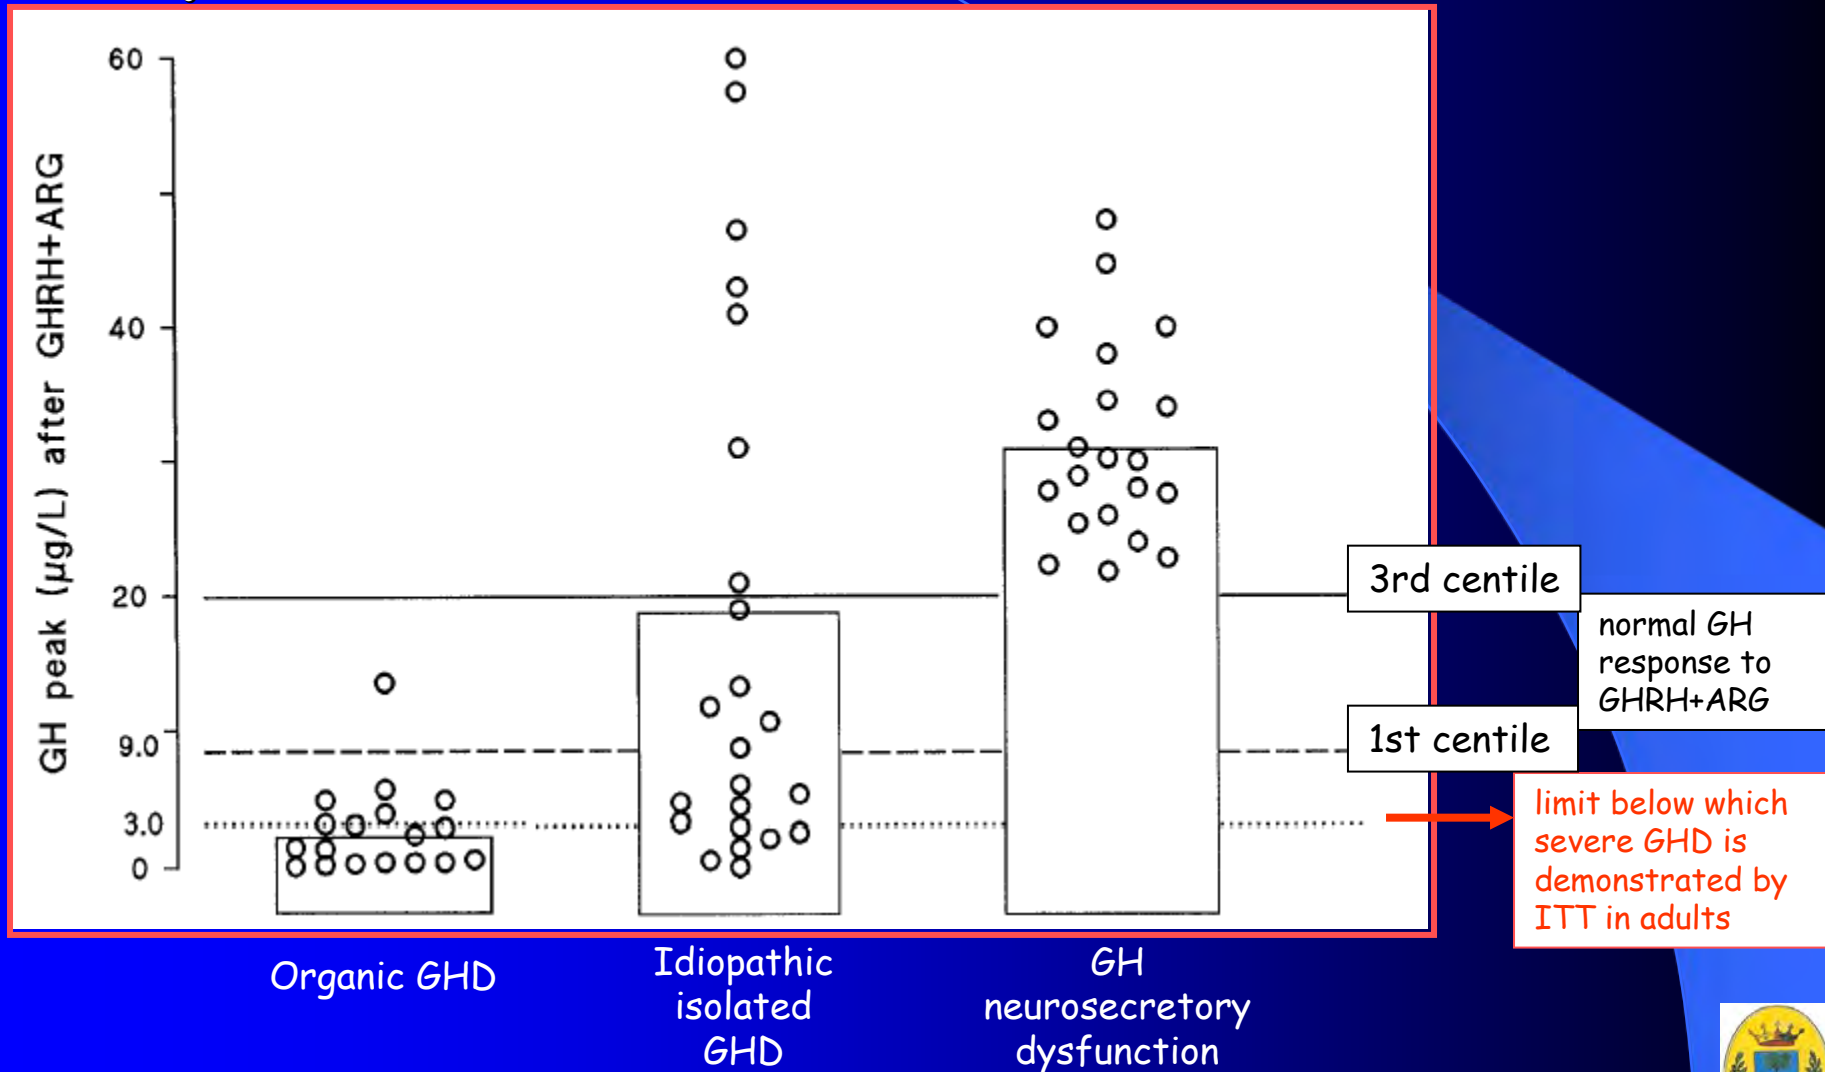 GH peak (µg/L) after GHRH+ARG
60
40
20
9.0
3.0
0
3rd centile
normal GH
response to
GHRH+ARG
1st centile
limit below which
severe GHD is
demonstrated by
ITT in adults
Organic GHD
Idiopathic
isolated
GHD
GH
neurosecretory
dysfunction